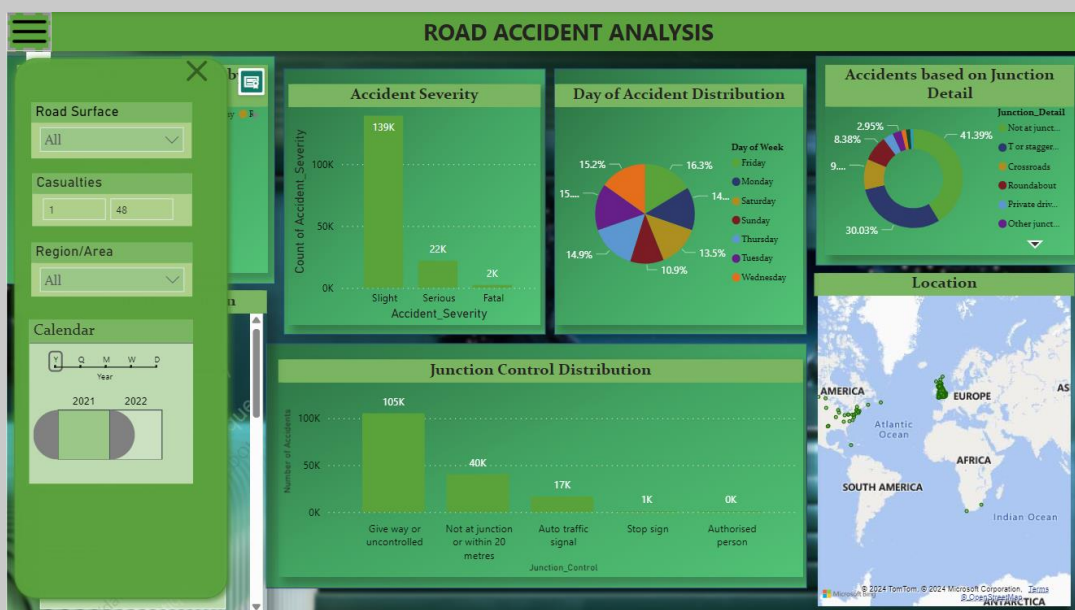 ROAD ACCIDENT ANALYSIS
Road Surface
All
Casualties
1
48
Region/Area
All
Calendar
Y Q M W D
Year
2021 2022
Accident Severity
Count of Accident_Severity
100K
50K
0K
139K
22K
2K
Slight Serious Fatal
Accident_Severity
Day of Accident Distribution
16.3%
14...
13.5%
10.9%
14.9%
15....
15.2%
Day of Week
Friday
Monday
Saturday
Sunday
Thursday
Tuesday
Wednesday
Accidents based on Junction
Detail
2.95%
8.38%
9....
30.03%
41.39%
Junction_Detail
Not at junct...
T or stagger...
Crossroads
Roundabout
Private driv...
Other junct...
Junction Control Distribution
Number of Accidents
100K
50K
0K
105K
40K
17K
1K
0K
Give way or
uncontrolled
Not at junction
or within 20
metres
Auto traffic
signal
Stop sign
Authorised
person
Junction_Control
Location
AMERICA
EUROPE
AS
Atlantic
Ocean
AFRICA
SOUTH AMERICA
Indian Ocean
© 2024 TomTom, © 2024 Microsoft Corporation, Terms
© OpenStreetMap
ANTARCTICA